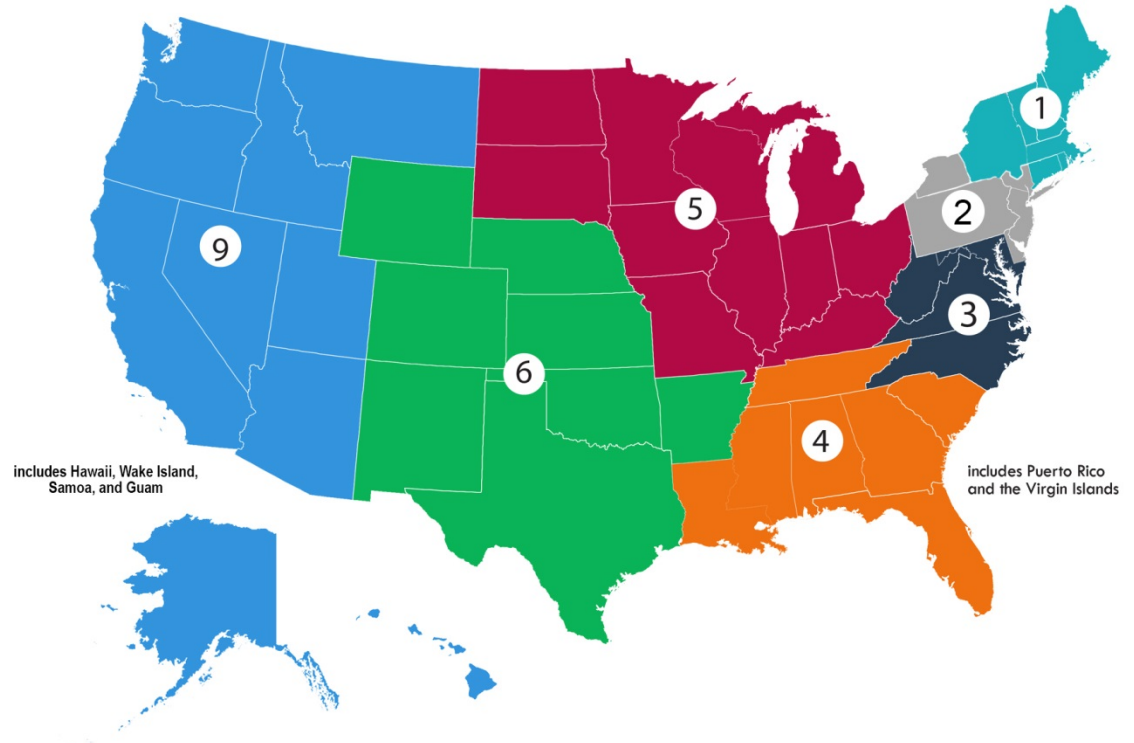 1
2
5
9
3
6
4
includes Hawaii, Wake Island,
Samoa, and Guam
includes Puerto Rico
and the Virgin Islands